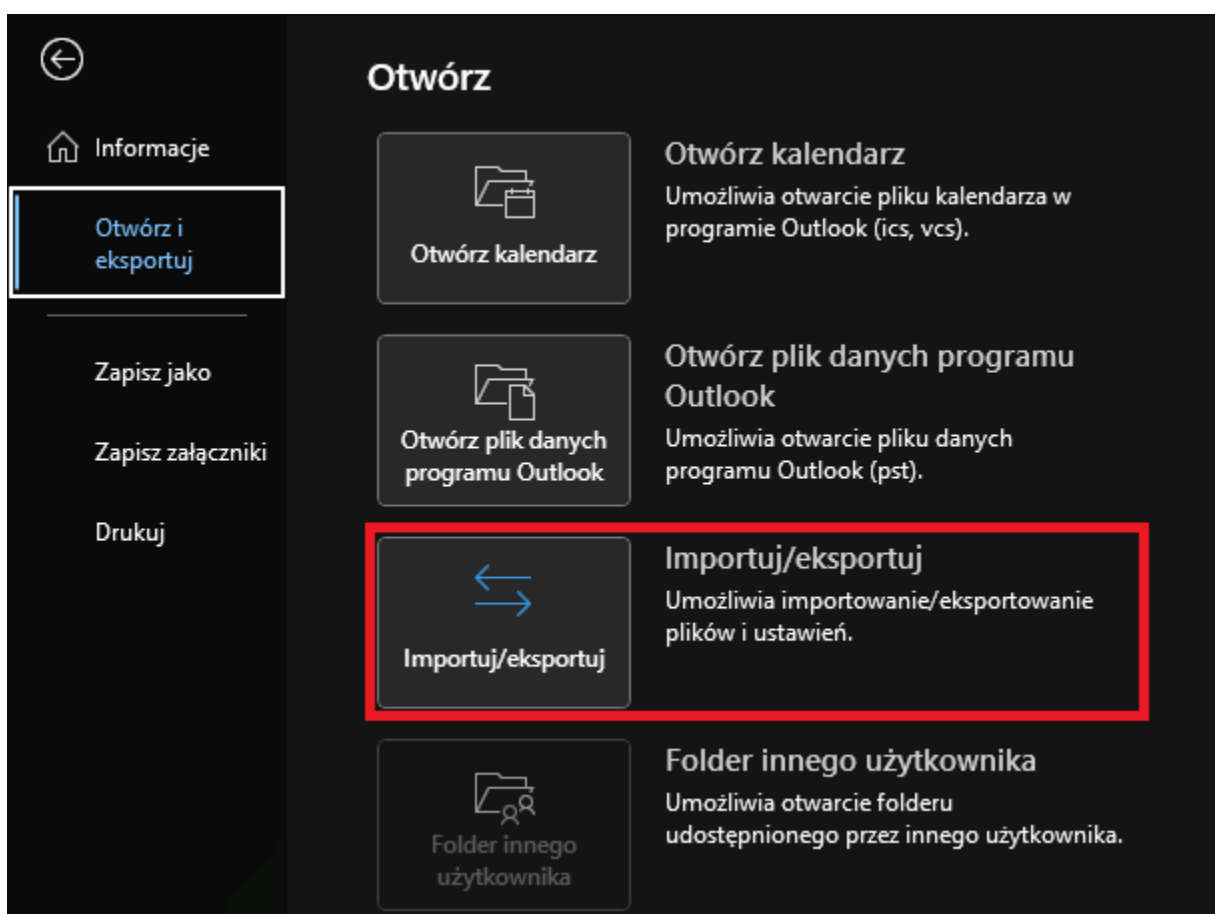 Otwórz
Informacje
Otwórz i
eksportuj
Zapisz jako
Zapisz załączniki
Drukuj
Otwórz kalendarz
Otwórz kalendarz
Umożliwia otwarcie pliku kalendarza w
programie Outlook (ics, vcs).
Otwórz plik danych
programu Outlook
Otwórz plik danych programu
Outlook
Umożliwia otwarcie pliku danych
programu Outlook (pst).
Importuj/eksportuj
Importuj/eksportuj
Umożliwia importowanie/eksportowanie
plików i ustawień.
Folder innego
użytkownika
Folder innego użytkownika
Umożliwia otwarcie folderu
udostępnionego przez innego użytkownika.